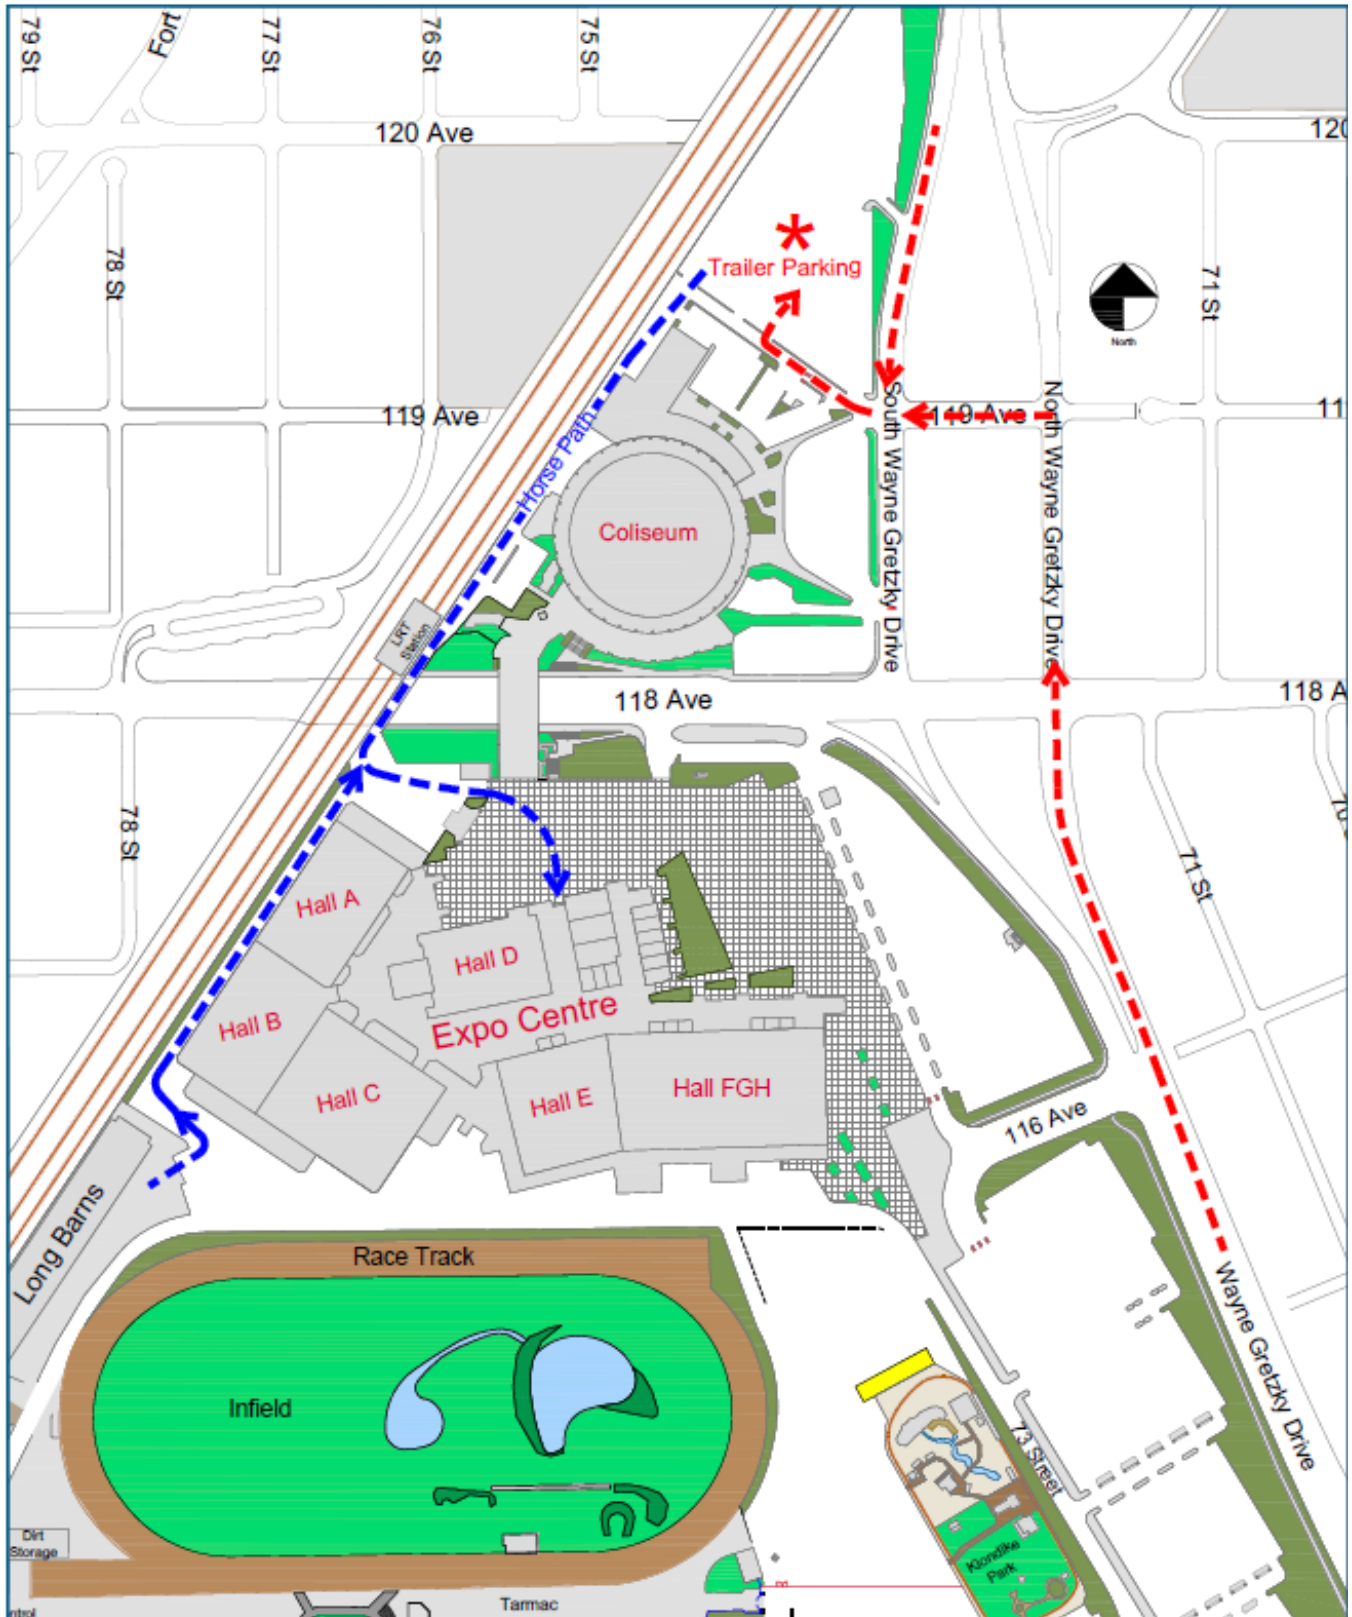 79 St
Fort
77 St
76 St
75 St
120 Ave
120
78 St
*
Trailer Parking
71 St
North
119 Ave
119 Ave
11
South Wayne Gretzky Drive
North Wayne Gretzky Drive
Horse Path
Coliseum
LRT
Station
118 Ave
118 A
78 St
71 St
Hall A
Hall D
Hall B
Expo Centre
Hall C
Hall E
Hall FGH
116 Ave
Long Barns
Race Track
Wayne Gretzky Drive
Infield
73 Street
Dirt
Storage
Klondike
Park
Tarmac
ntrol